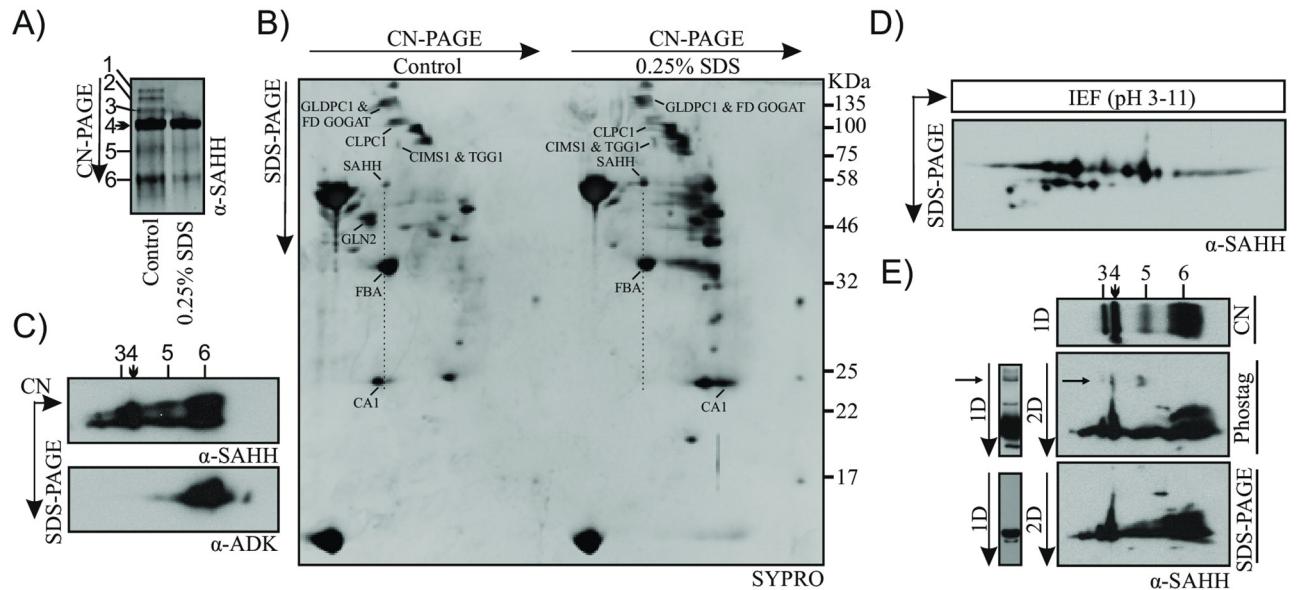 A)
1
2
3
4
5
6
CN-PAGE
α-SAHH
Control
0.25% SDS
B)
CN-PAGE
Control
CN-PAGE
0.25% SDS
SDS-PAGE
GLDPC1 &
FD GOGAT
CLPC1
CIMS1 & TGG1
SAHH
GLN2
FBA
CA1
GLDPC1 & FD GOGAT
CLPC1
CIMS1 & TGG1
SAHH
FBA
CA1
KDa
135
100
75
58
46
32
25
22
17
SYPRO
C)
34 5 6
CN
SDS-PAGE
α-SAHH
α-ADK
D)
IEF (pH 3-11)
SDS-PAGE
α-SAHH
E)
34 5 6
1D
CN
1D
2D
Phostag
1D
2D
SDS-PAGE
α-SAHH